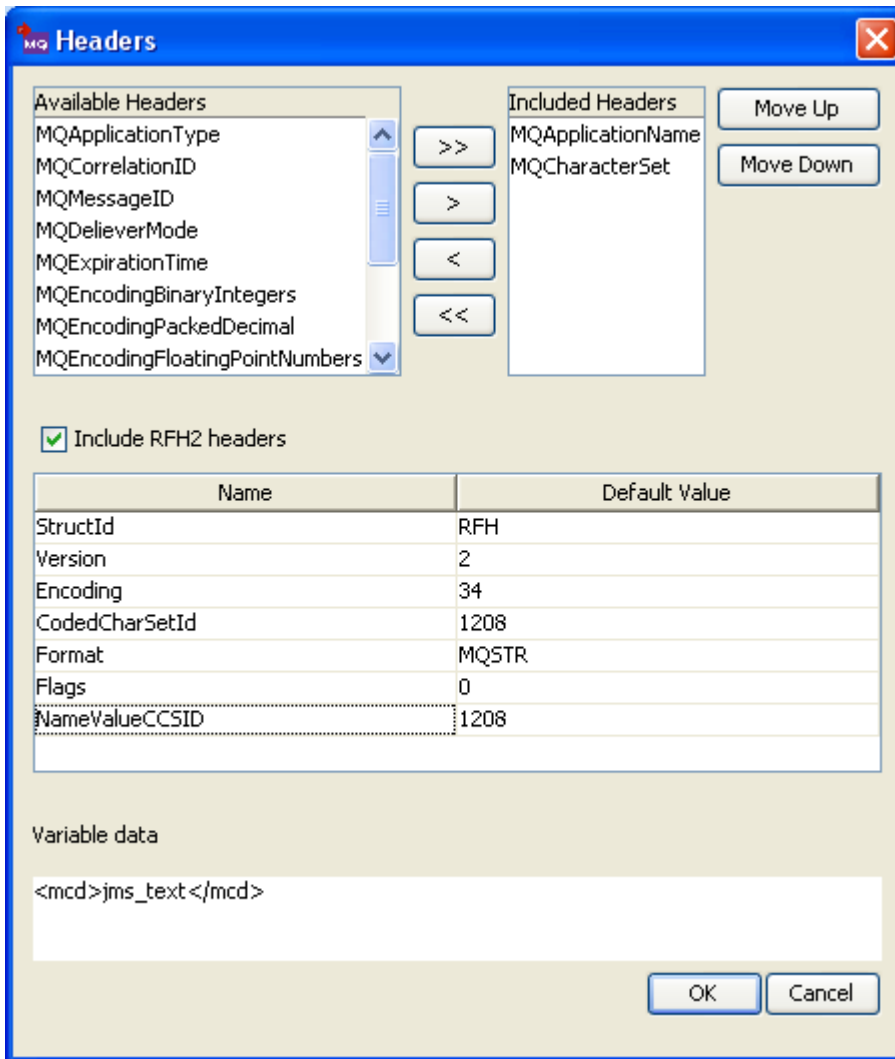 MQ Headers
Available Headers
MQApplicationType
MQCorrelationID
MQMessageID
MQDelieverMode
MQExpirationTime
MQEncodingBinaryIntegers
MQEncodingPackedDecimal
MQEncodingFloatingPointNumbers
>>
>
<
<<
Included Headers
MQApplicationName
MQCharacterSet
Move Up
Move Down
Include RFH2 headers
Name Default Value
StructId RFH
Version 2
Encoding 34
CodedCharSetId 1208
Format MQSTR
Flags 0
NameValueCCSID 1208
Variable data
<mcd>jms_text</mcd>
OK Cancel